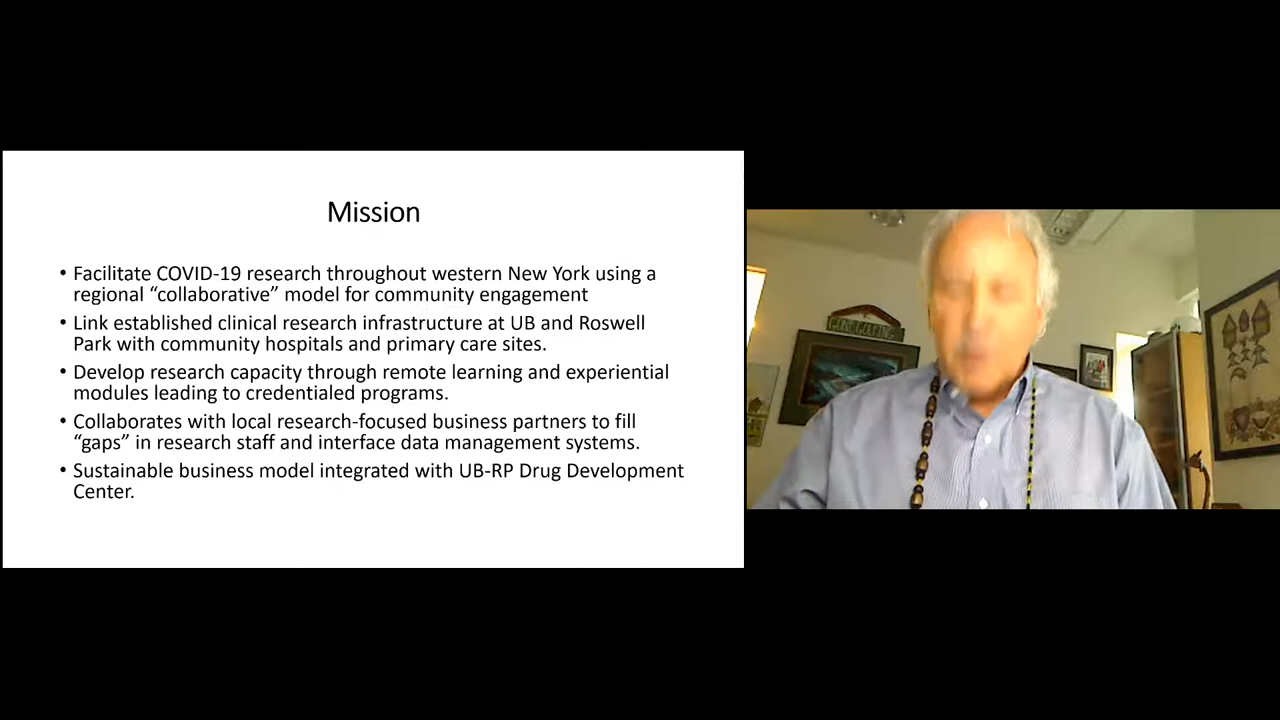 Mission
• Facilitate COVID-19 research throughout western New York using a
regional “collaborative” model for community engagement
• Link established clinical research infrastructure at UB and Roswell
Park with community hospitals and primary care sites.
• Develop research capacity through remote learning and experiential
modules leading to credentialed programs.
• Collaborates with local research-focused business partners to fill
“gaps” in research staff and interface data management systems.
• Sustainable business model integrated with UB-RP Drug Development
Center.
GONE GOLFING